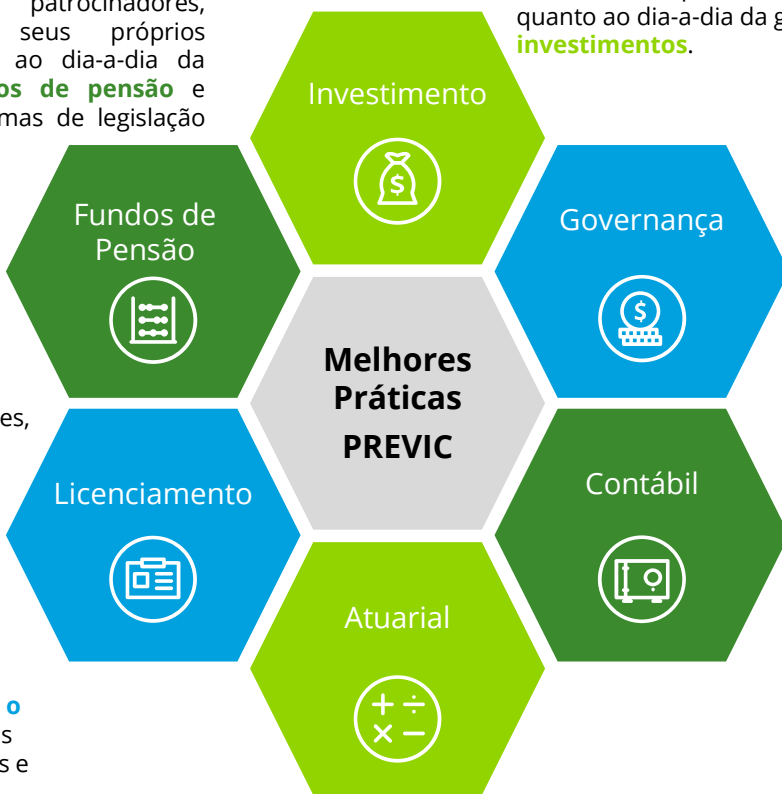 patrocinadores,
seus próprios
ao dia-a-dia da
os de pensão e
mas de legislação
quanto ao dia-a-dia da g
investimentos.
Investimento
$
Fundos de
Pensão
Governança
$
Melhores
Práticas
PREVIC
es,
Licenciamento
Contábil
Atuarial
+ ÷
× −
o
s
s e